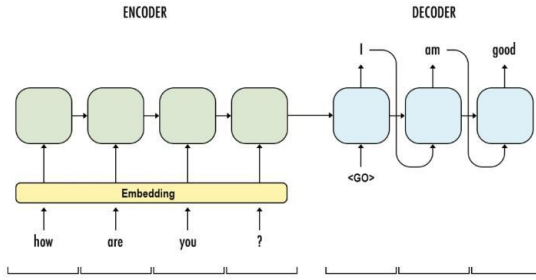 ENCODER DECODER
I am good
<GO>
Embedding
how are you ?